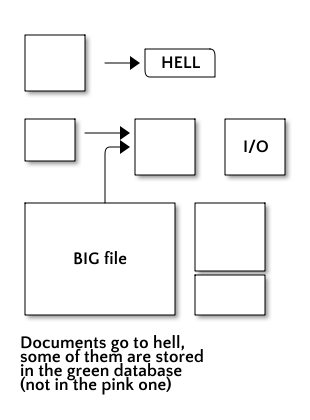 HELL
I/O
BIG file
Documents go to hell,
some of them are stored
in the green database
(not in the pink one)